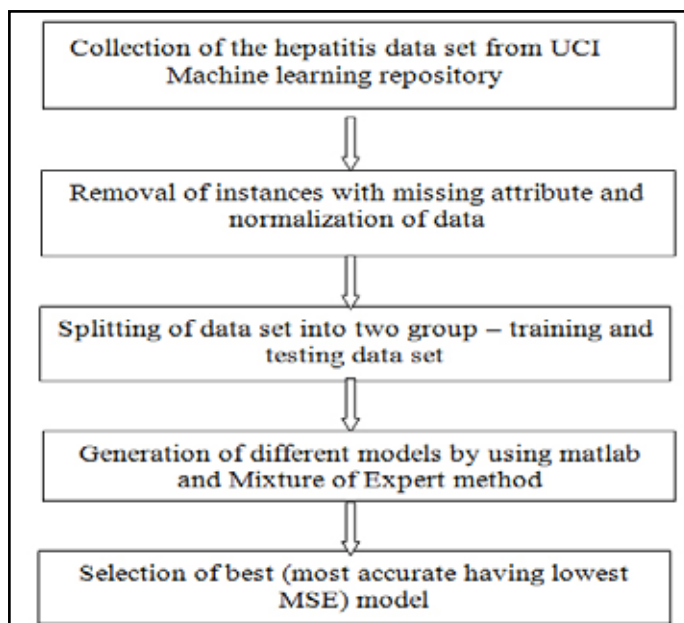 Collection of the hepatitis data set from UCI
Machine learning repository
Removal of instances with missing attribute and
normalization of data
Splitting of data set into two group – training and
testing data set
Generation of different models by using matlab
and Mixture of Expert method
Selection of best (most accurate having lowest
MSE) model